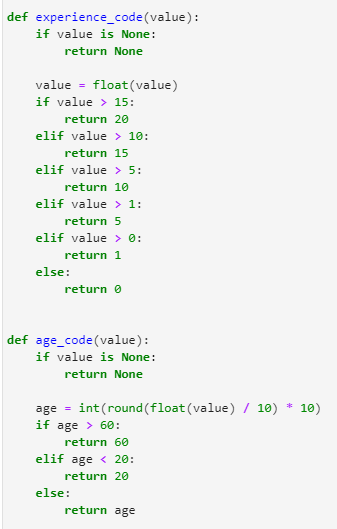 def experience_code(value):
    if value is None:
        return None

    value = float(value)
    if value > 15:
        return 20
    elif value > 10:
        return 15
    elif value > 5:
        return 10
    elif value > 1:
        return 5
    elif value > 0:
        return 1
    else:
        return 0


def age_code(value):
    if value is None:
        return None

    age = int(round(float(value) / 10) * 10)
    if age > 60:
        return 60
    elif age < 20:
        return 20
    else:
        return age